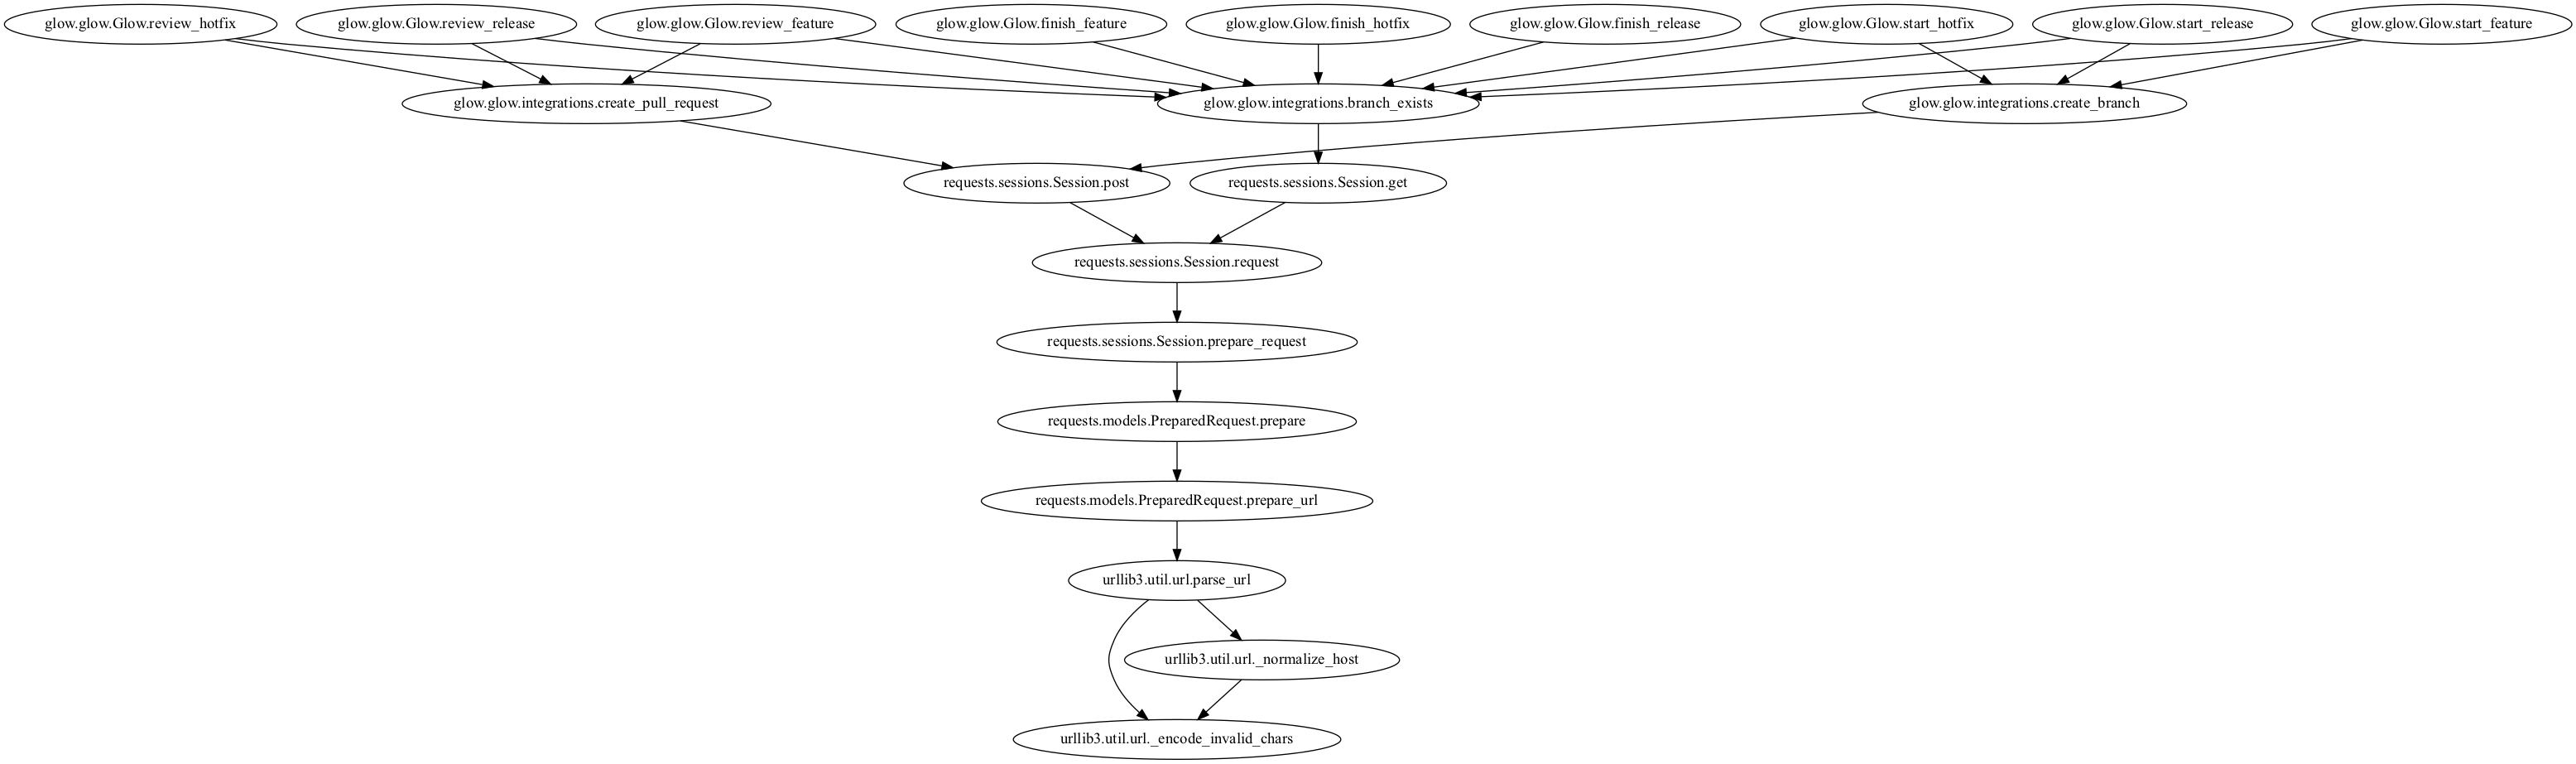 glow.glow.Glow.review_hotfix
glow.glow.Glow.review_release
glow.glow.Glow.review_feature
glow.glow.Glow.finish_feature
glow.glow.Glow.finish_hotfix
glow.glow.Glow.finish_release
glow.glow.Glow.start_hotfix
glow.glow.Glow.start_release
glow.glow.Glow.start_feature
glow.glow.integrations.create_pull_request
glow.glow.integrations.branch_exists
glow.glow.integrations.create_branch
requests.sessions.Session.post
requests.sessions.Session.get
requests.sessions.Session.request
requests.sessions.Session.prepare_request
requests.models.PreparedRequest.prepare
requests.models.PreparedRequest.prepare_url
urllib3.util.url.parse_url
urllib3.util.url._normalize_host
urllib3.util.url._encode_invalid_chars